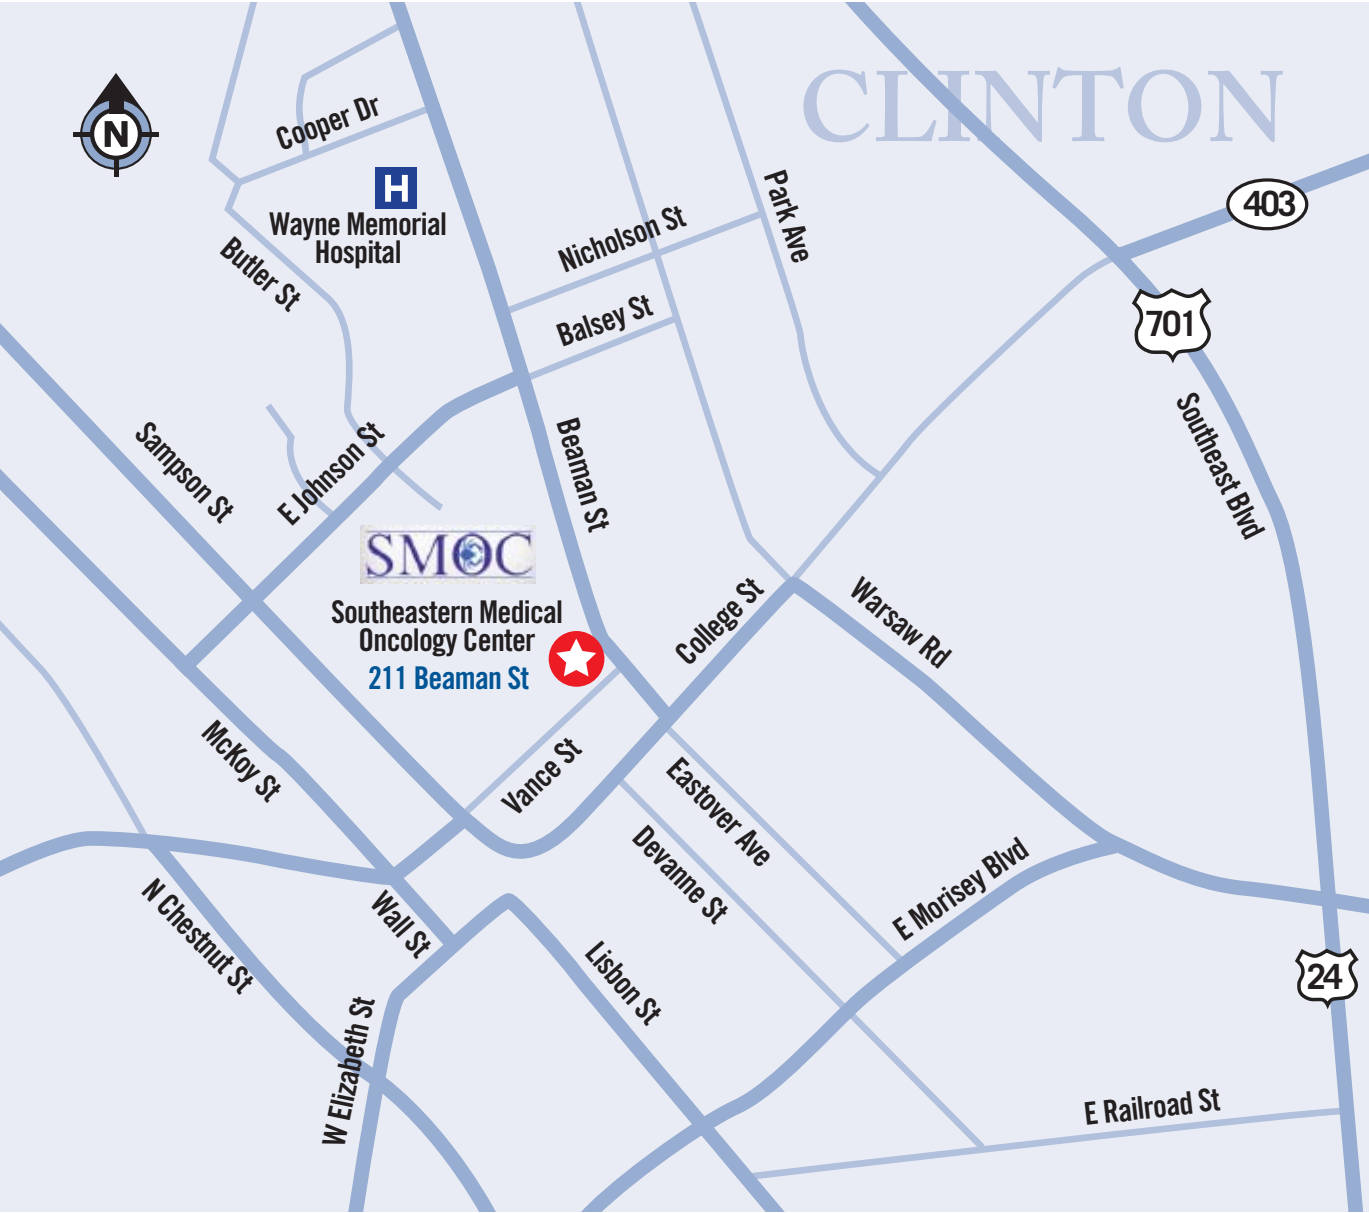 CLINTON
N
Cooper Dr
H
Wayne Memorial
Hospital
Park Ave
403
Nicholson St
Butler St
Balsey St
701
Sampson St
E Johnson St
Beaman St
Southeast Blvd
SMOC
Southeastern Medical
Oncology Center
211 Beaman St
College St
Warsaw Rd
McKoy St
Vance St
Eastover Ave
Devanne St
E Morisey Blvd
N Chestnut St
Wall St
Lisbon St
24
W Elizabeth St
E Railroad St